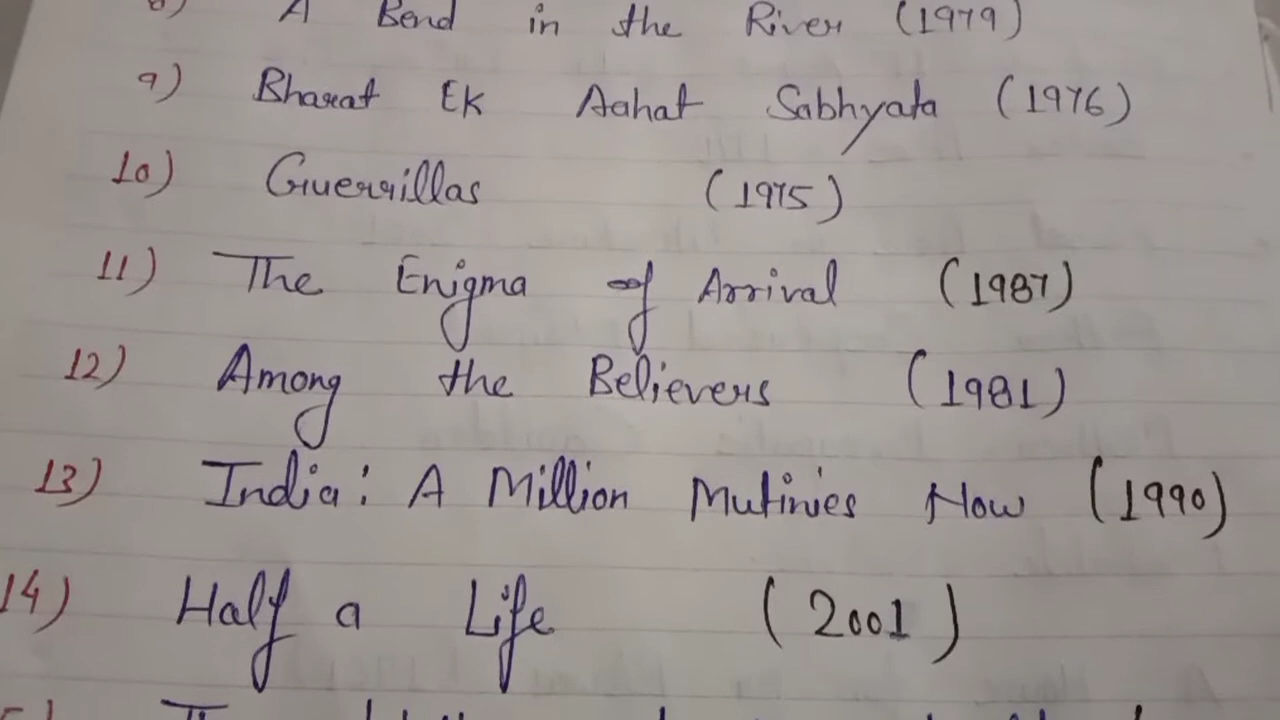 8) A Bend in the River (1979)
9) Bharat Ek Aahat Sabhyata (1976)
10) Guerrillas (1975)
11) The Enigma of Arrival (1987)
12) Among the Believers (1981)
13) India: A Million Mutinies Now (1990)
14) Half a Life (2001)